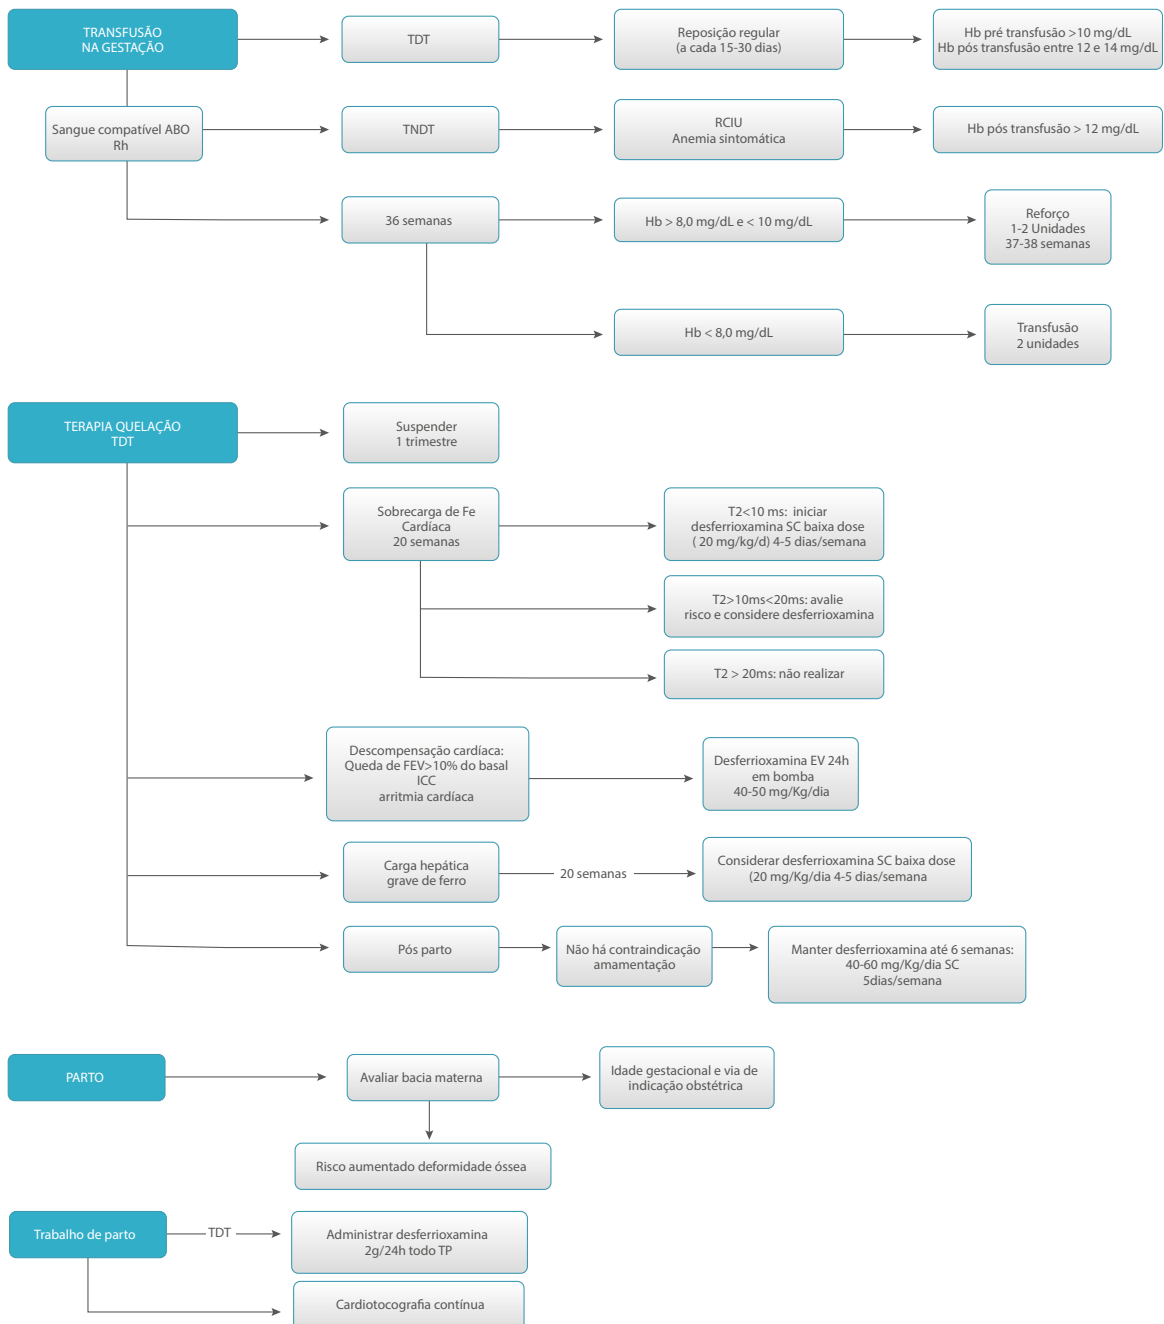 TRANSFUSÃO
NA GESTAÇÃO
TDT
Reposição regular
(a cada 15-30 dias)
Hb pré transfusão >10 mg/dL
Hb pós transfusão entre 12 e 14 mg/dL
Sangue compatível ABO
Rh
TNDT
RCIU
Anemia sintomática
Hb pós transfusão > 12 mg/dL
36 semanas
Hb > 8,0 mg/dL e < 10 mg/dL
Reforço
1-2 Unidades
37-38 semanas
Hb < 8,0 mg/dL
Transfusão
2 unidades
TERAPIA QUELAÇÃO
TDT
Suspender
1 trimestre
Sobrecarga de Fe
Cardíaca
20 semanas
T2<10 ms: iniciar
desferrioxamina SC baixa dose
( 20 mg/kg/d) 4-5 dias/semana
T2>10ms<20ms: avalie
risco e considere desferrioxamina
T2 > 20ms: não realizar
Descompensação cardíaca:
Queda de FEV>10% do basal
ICC
arritmia cardíaca
Desferrioxamina EV 24h
em bomba
40-50 mg/Kg/dia
Carga hepática
grave de ferro
20 semanas
Considerar desferrioxamina SC baixa dose
(20 mg/Kg/dia 4-5 dias/semana
Pós parto
Não há contraindicação
amamentação
Manter desferrioxamina até 6 semanas:
40-60 mg/Kg/dia SC
5dias/semana
PARTO
Avaliar bacia materna
Idade gestacional e via de
indicação obstétrica
Risco aumentado deformidade óssea
Trabalho de parto
TDT
Administrar desferrioxamina
2g/24h todo TP
Cardiotocografia contínua